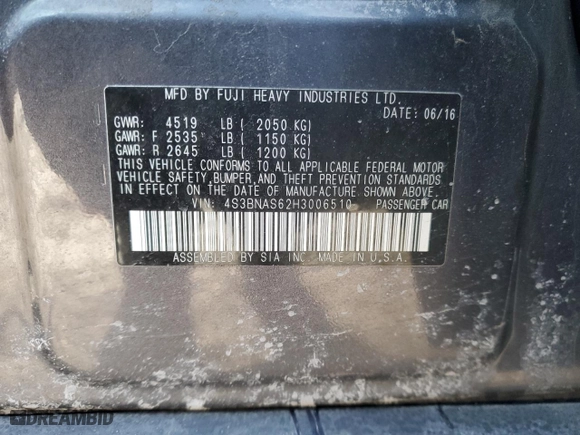 MFD BY FUJI HEAVY INDUSTRIES LTD.
DATE: 06/16
GVWR: 4519 LB ( 2050 KG)
GAWR: F 2535 LB ( 1150 KG)
GAWR: R 2645 LB ( 1200 KG)
THIS VEHICLE CONFORMS TO ALL APPLICABLE FEDERAL MOTOR
VEHICLE SAFETY, BUMPER, AND THEFT PREVENTION STANDARDS
IN EFFECT ON THE DATE OF MANUFACTURE SHOWN ABOVE.
VIN: 4S3BNAS62H3006510 PASSENGER CAR
ASSEMBLED BY SIA INC. MADE IN U.S.A.
© DREAMBID